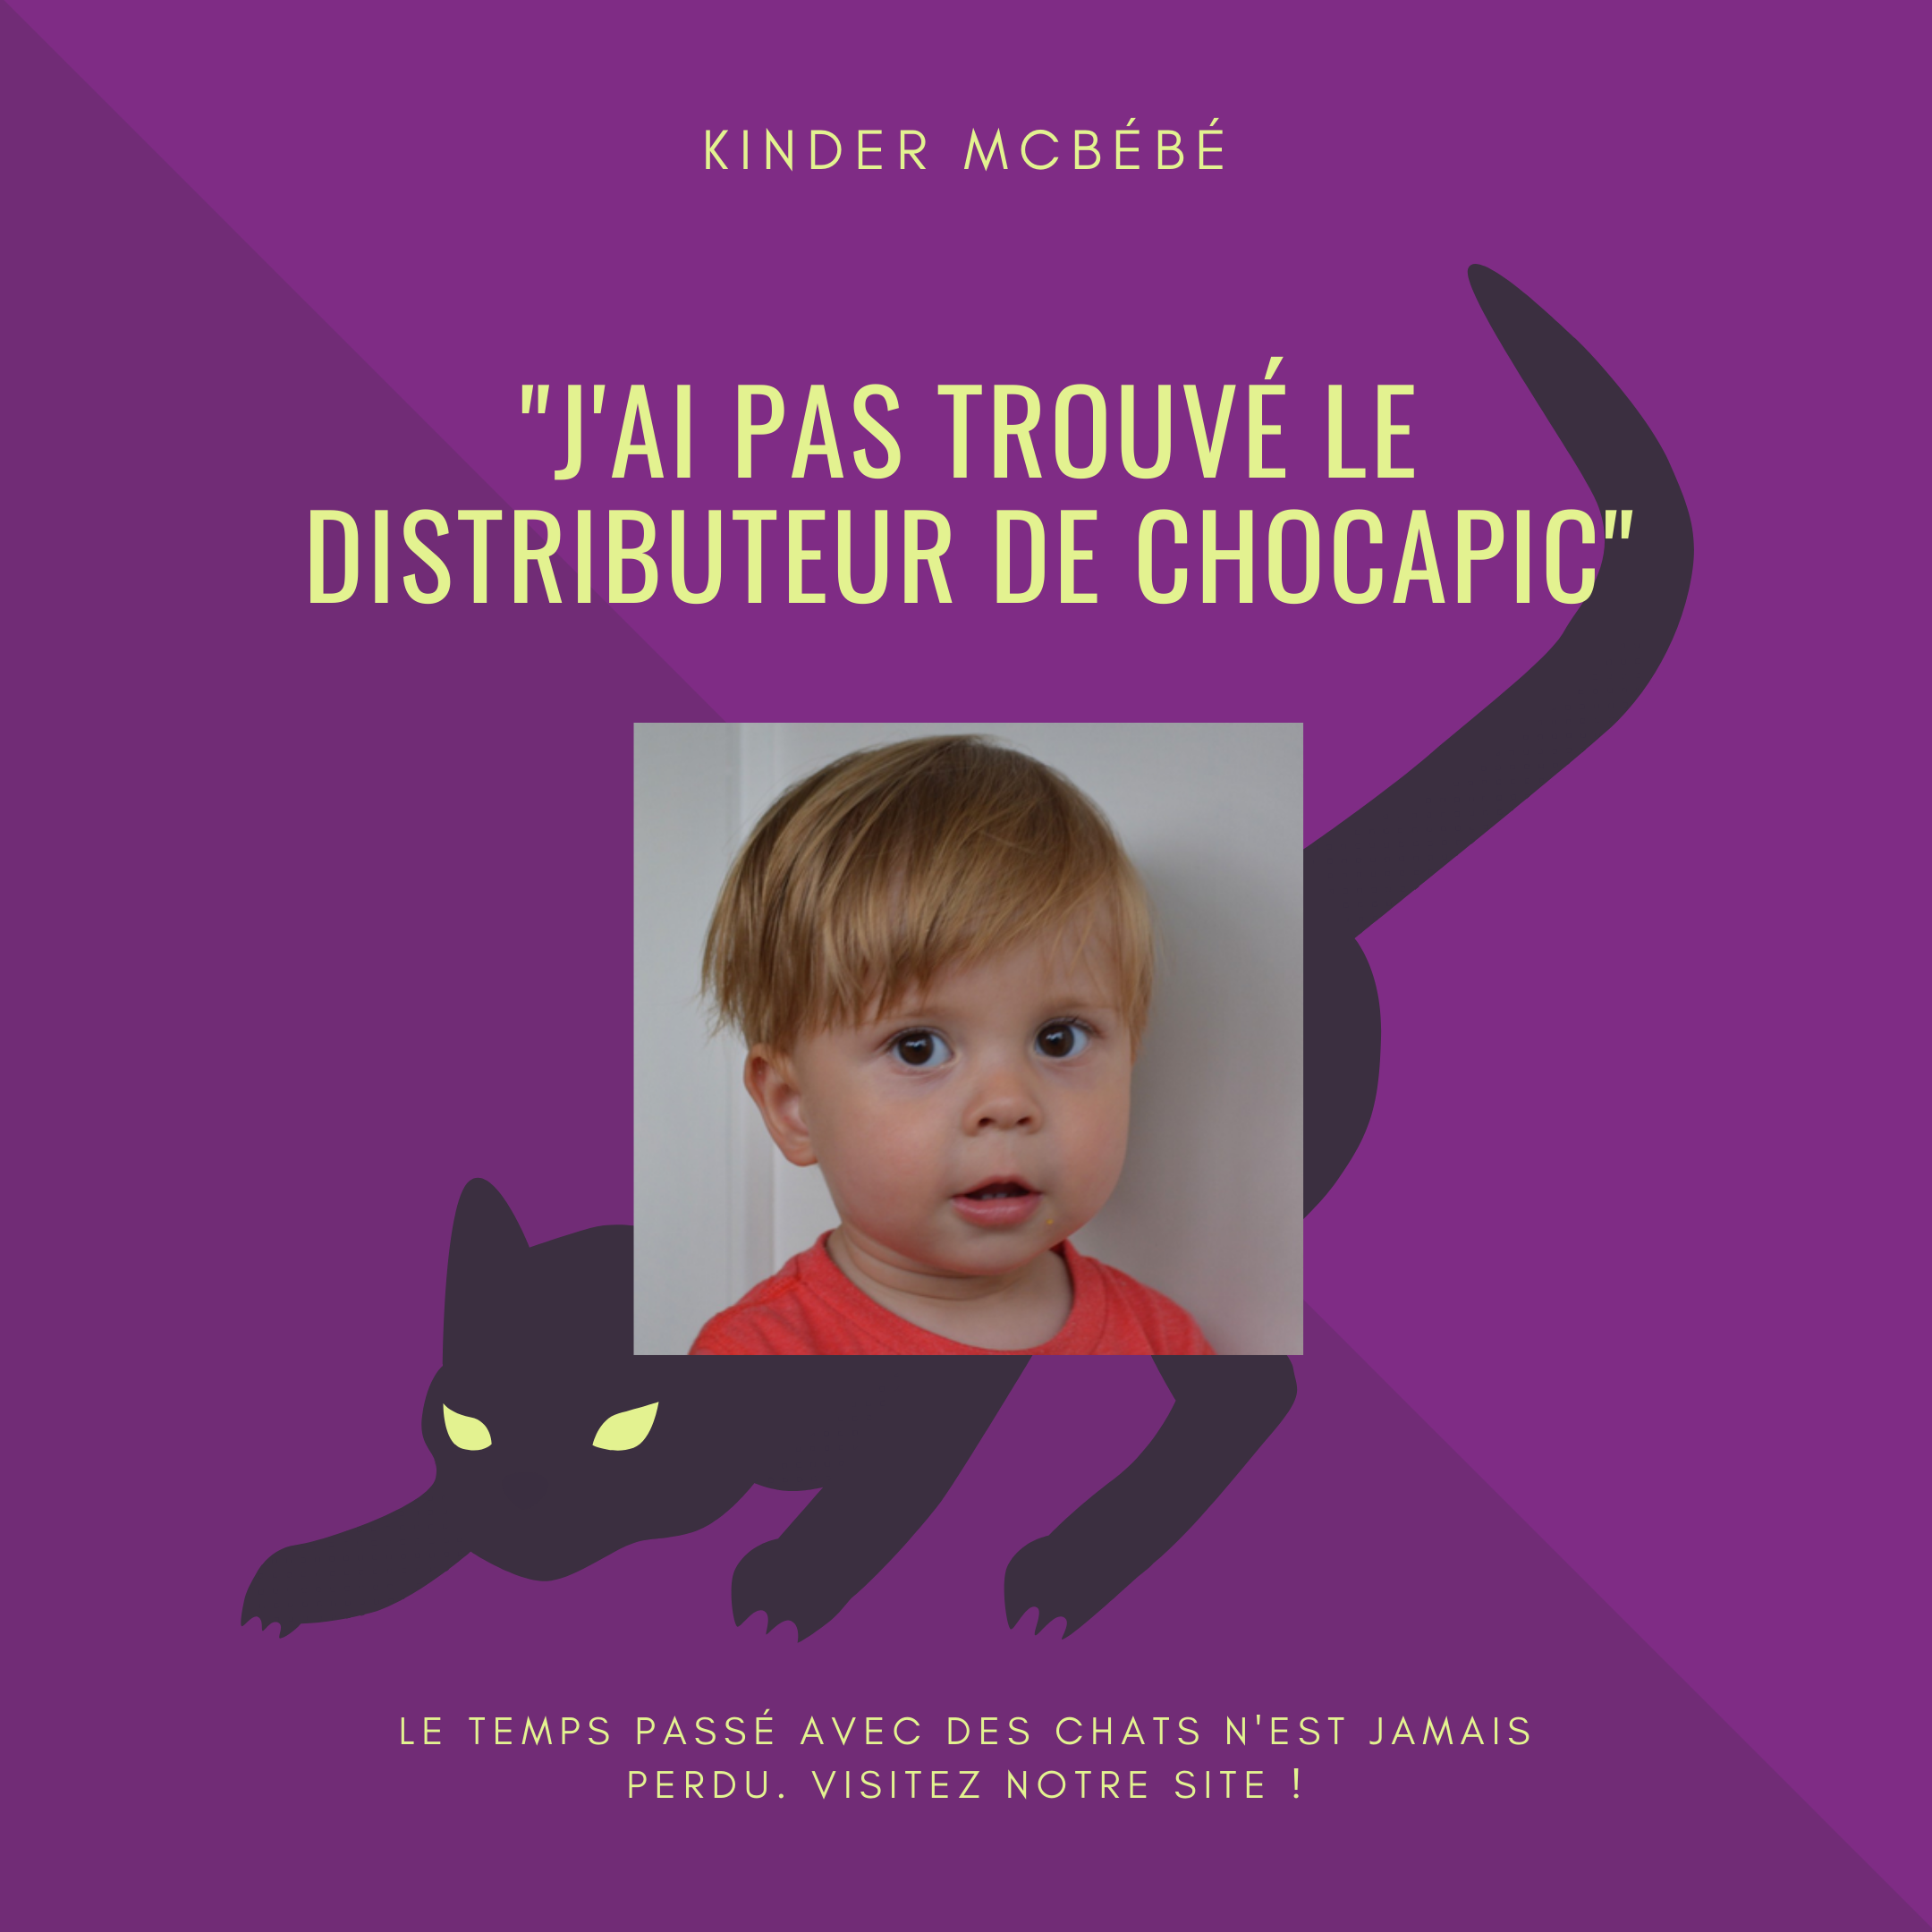 KINDER MCBÉBÉ
"J'AI PAS TROUVÉ LE
DISTRIBUTEUR DE CHOCAPIC"
LE TEMPS PASSÉ AVEC DES CHATS N'EST JAMAIS
PERDU. VISITEZ NOTRE SITE !